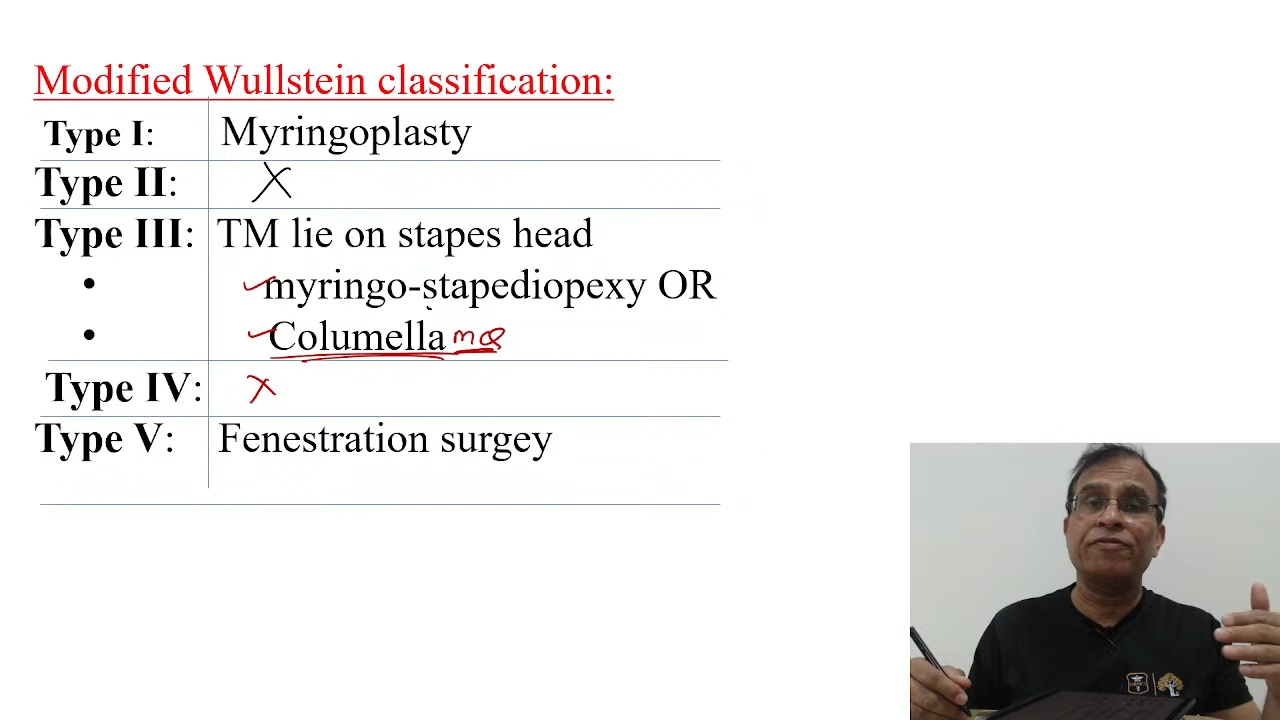 Modified Wullstein classification:
Type I: Myringoplasty
Type II: X
Type III: TM lie on stapes head
• ✓myringo-stapediopexy OR
• ✓Columella mcq
Type IV: X
Type V: Fenestration surgey